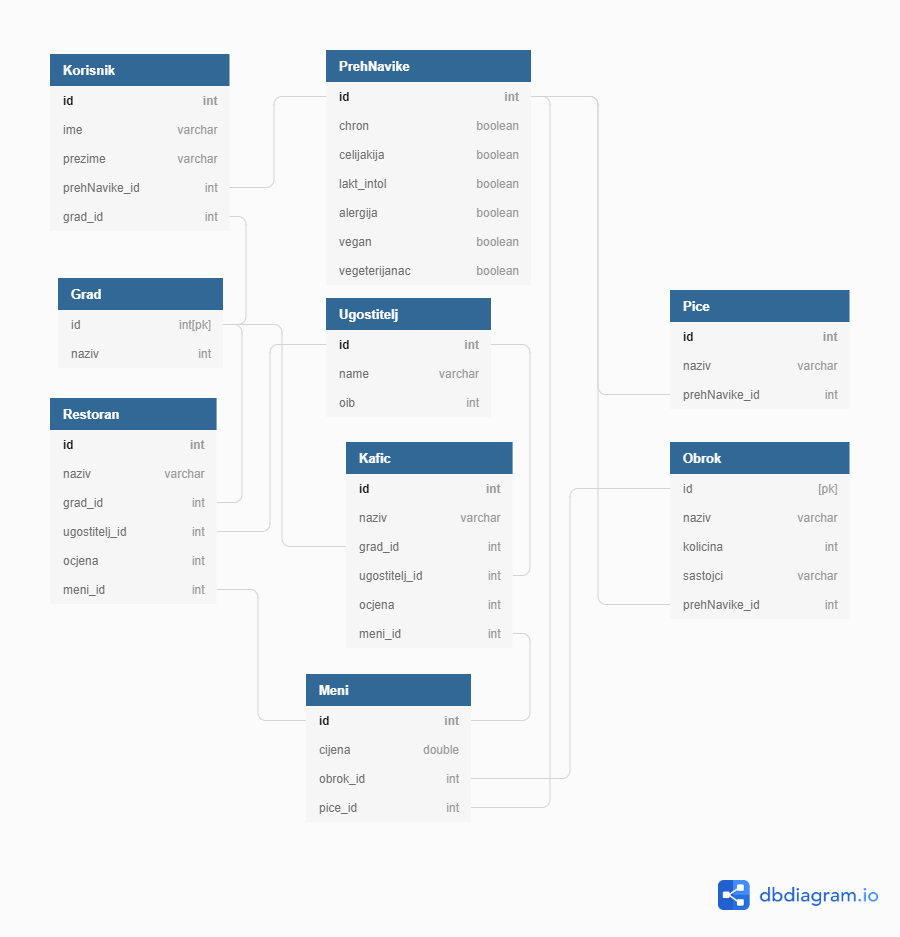 Korisnik
id int
ime varchar
prezime varchar
prehNavike_id int
grad_id int
PrehNavike
id int
chron boolean
celijakija boolean
lakt_intol boolean
alergija boolean
vegan boolean
vegeterijanac boolean
Grad
id int[pk]
naziv int
Ugostitelj
id int
name varchar
oib int
Pice
id int
naziv varchar
prehNavike_id int
Restoran
id int
naziv varchar
grad_id int
ugostitelj_id int
ocjena int
meni_id int
Kafic
id int
naziv varchar
grad_id int
ugostitelj_id int
ocjena int
meni_id int
Obrok
id [pk]
naziv varchar
kolicina int
sastojci varchar
prehNavike_id int
Meni
id int
cijena double
obrok_id int
pice_id int
dbdiagram.io